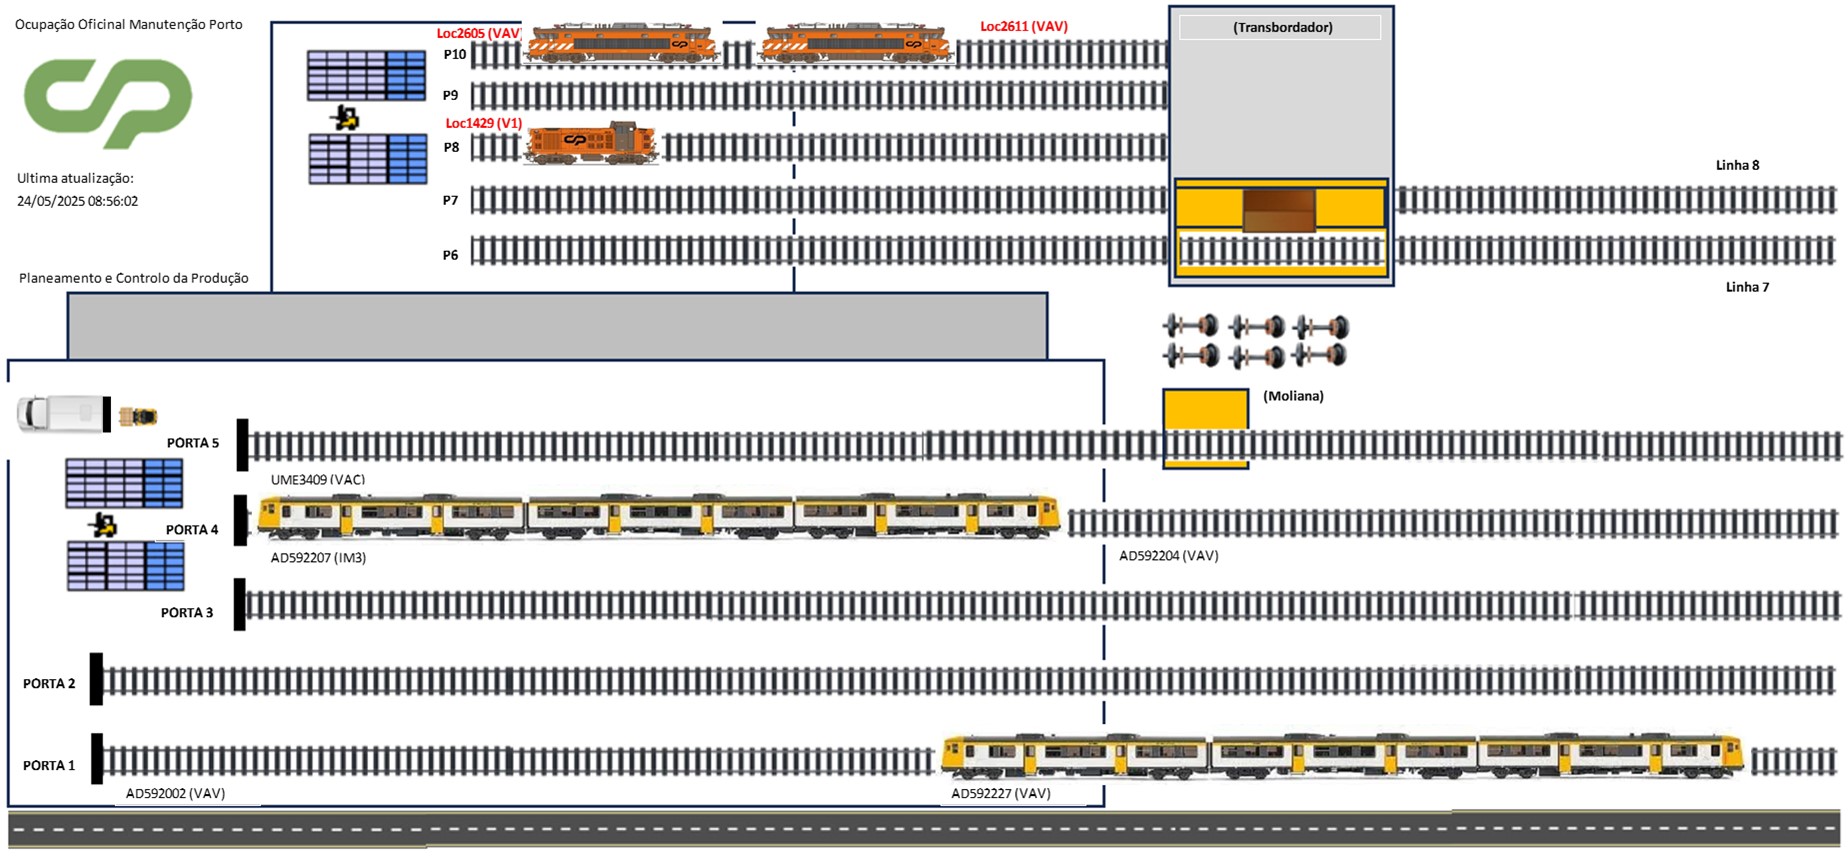 Ocupação Oficinal Manutenção Porto
CP
Ultima atualização:
24/05/2025 08:56:02
Planeamento e Controlo da Produção
Loc2605 (VAV)
Loc2611 (VAV)
(Transbordador)
P10
P9
Loc1429 (V1)
P8
Linha 8
P7
P6
Linha 7
(Moliana)
PORTA 5
UME3409 (VAC)
PORTA 4
AD592207 (IM3)
AD592204 (VAV)
PORTA 3
PORTA 2
PORTA 1
AD592002 (VAV)
AD592227 (VAV)